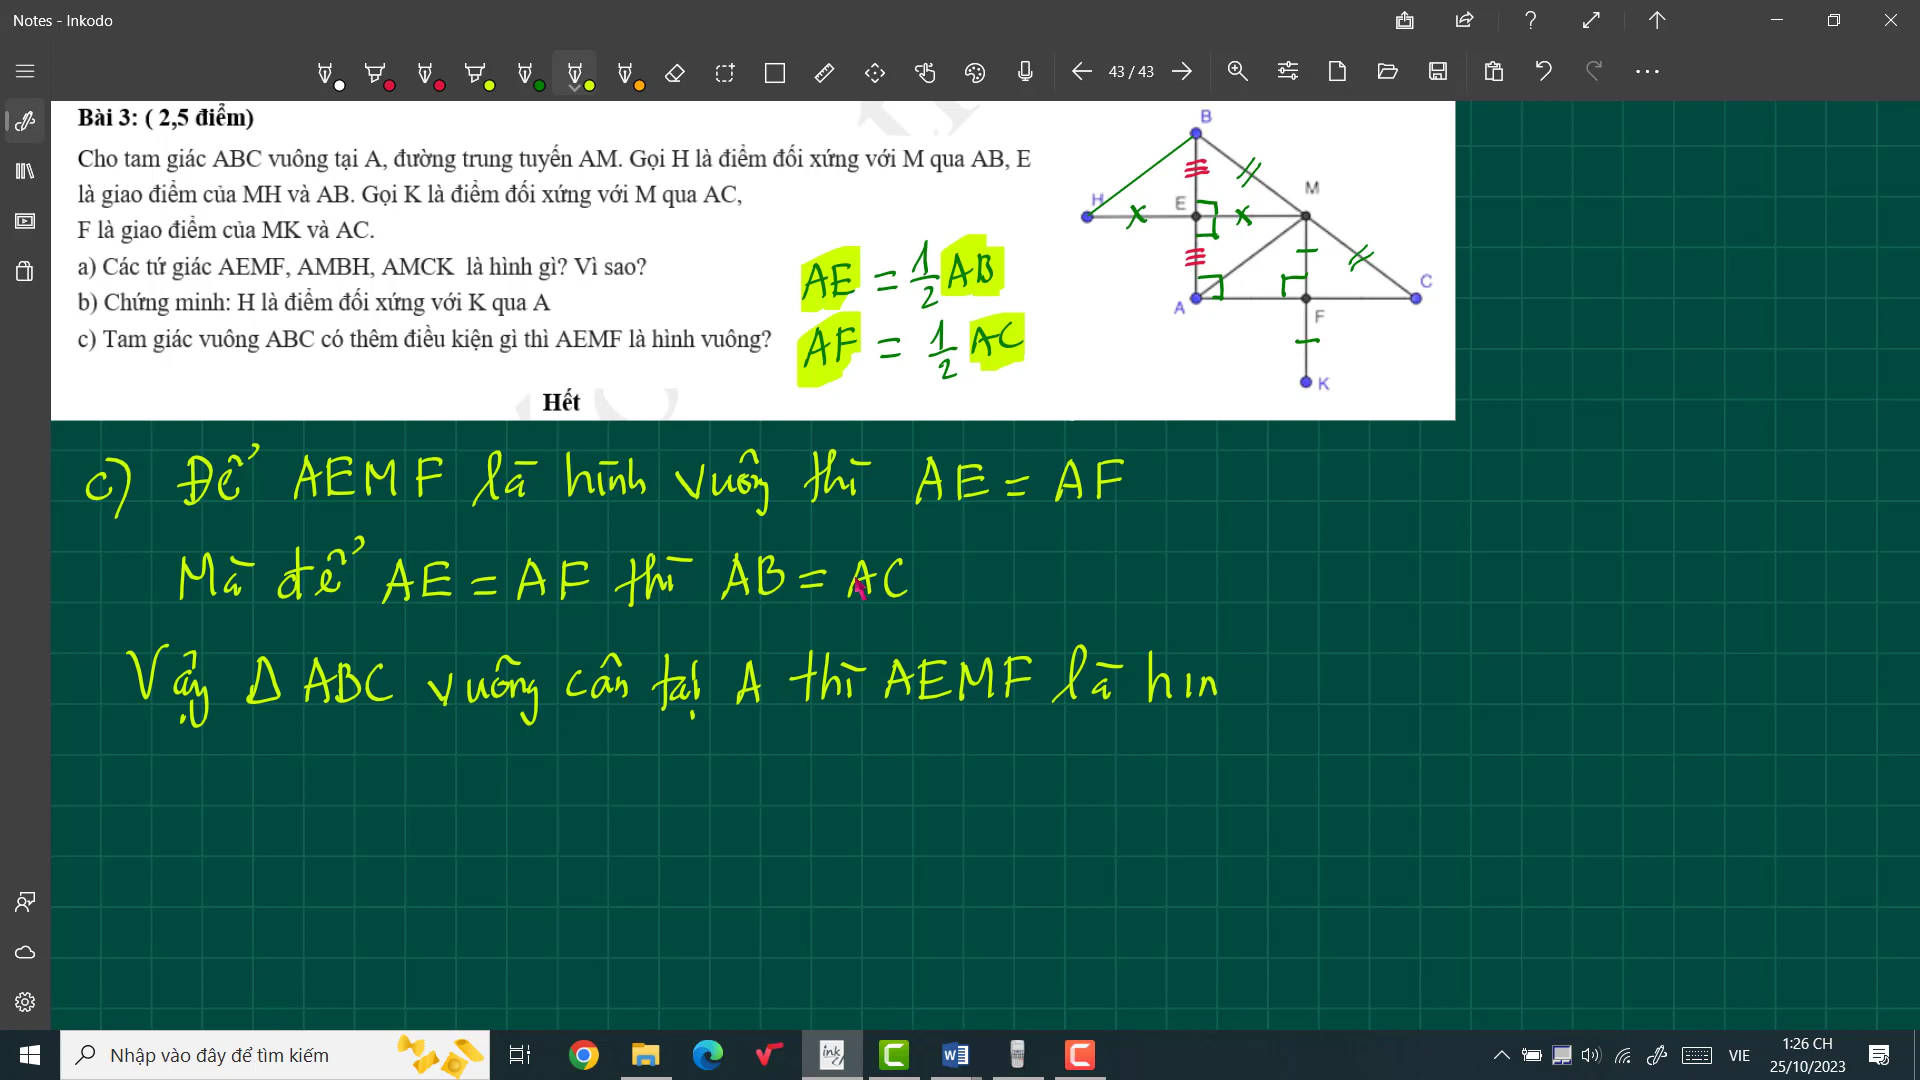 Notes - Inkodo
43 / 43
Bài 3: ( 2,5 điểm)
Cho tam giác ABC vuông tại A, đường trung tuyến AM. Gọi H là điểm đối xứng với M qua AB, E
là giao điểm của MH và AB. Gọi K là điểm đối xứng với M qua AC,
F là giao điểm của MK và AC.
a) Các tứ giác AEMF, AMBH, AMCK là hình gì? Vì sao?
b) Chứng minh: H là điểm đối xứng với K qua A
c) Tam giác vuông ABC có thêm điều kiện gì thì AEMF là hình vuông?
Hết
AE = 1/2 AB
AF = 1/2 AC
B
M
H
E
C
A
F
K
c) Để AEMF là hình vuông thì AE = AF
Mà để AE = AF thì AB = AC
Vậy Δ ABC vuông cân tại A thì AEMF là hin
Nhập vào đây để tìm kiếm
ink
VIE
1:26 CH
25/10/2023